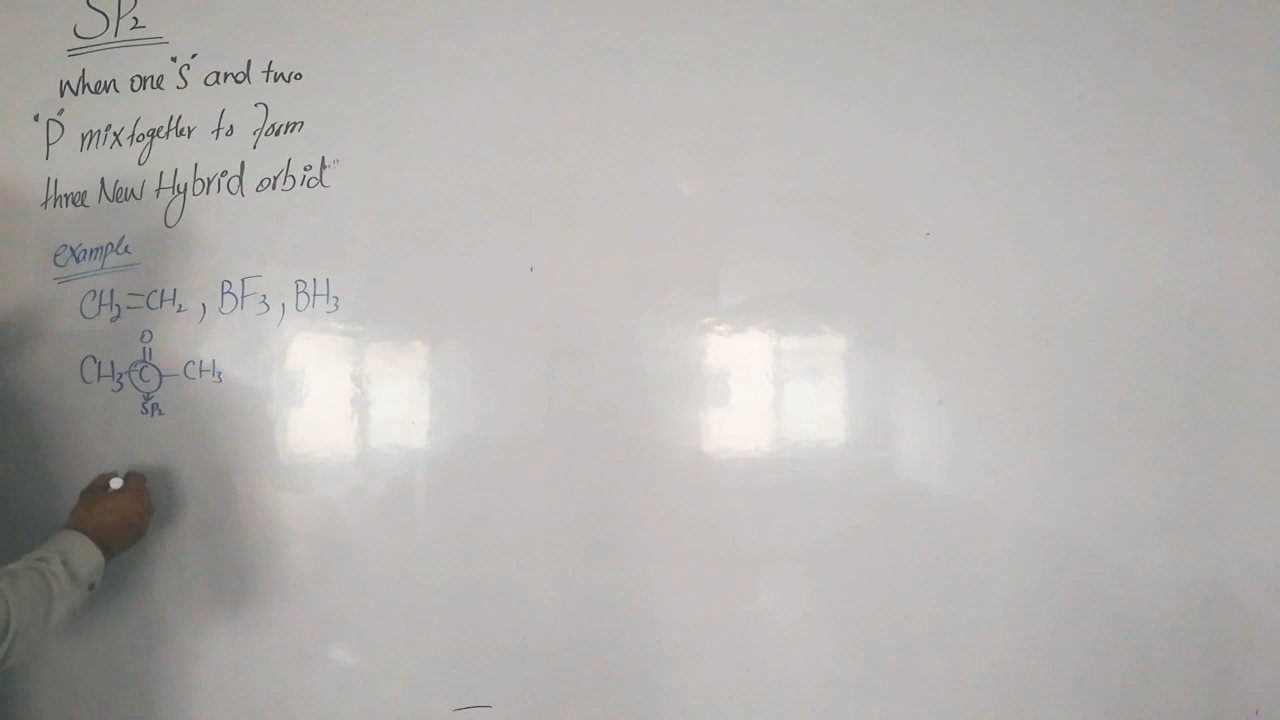 SP₂
When one "S" and two
"P" mix together to Form
three New Hybrid orbid"
example
CH₂=CH₂, BF₃, BH₃
O
CH₃-C-CH₃
SP₂